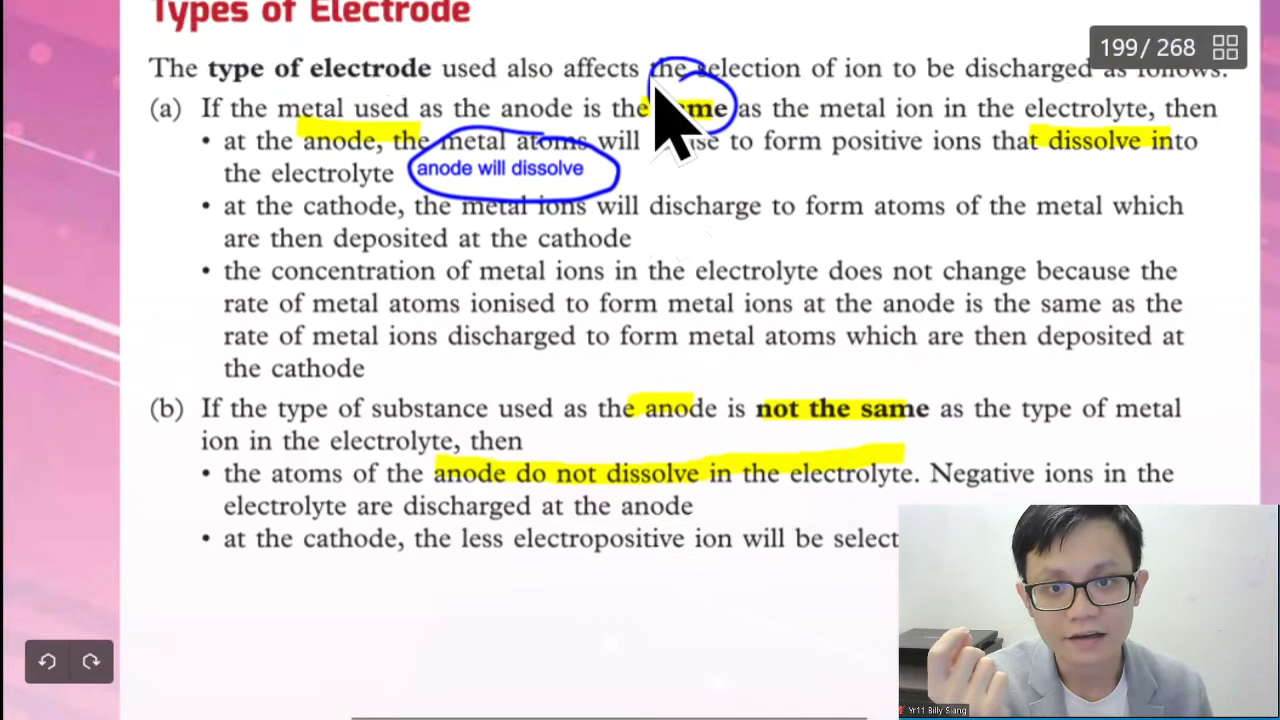 Types of Electrode
199/ 268
The type of electrode used also affects the selection of ion to be discharged as follows:
(a) If the metal used as the anode is the same as the metal ion in the electrolyte, then
• at the anode, the metal atoms will to form positive ions that dissolve into
the electrolyte anode will dissolve
• at the cathode, the metal ions will discharge to form atoms of the metal which
are then deposited at the cathode
• the concentration of metal ions in the electrolyte does not change because the
rate of metal atoms ionised to form metal ions at the anode is the same as the
rate of metal ions discharged to form metal atoms which are then deposited at
the cathode
(b) If the type of substance used as the anode is not the same as the type of metal
ion in the electrolyte, then
• the atoms of the anode do not dissolve in the electrolyte. Negative ions in the
electrolyte are discharged at the anode
• at the cathode, the less electropositive ion will be select
Yr11 Billy Siang